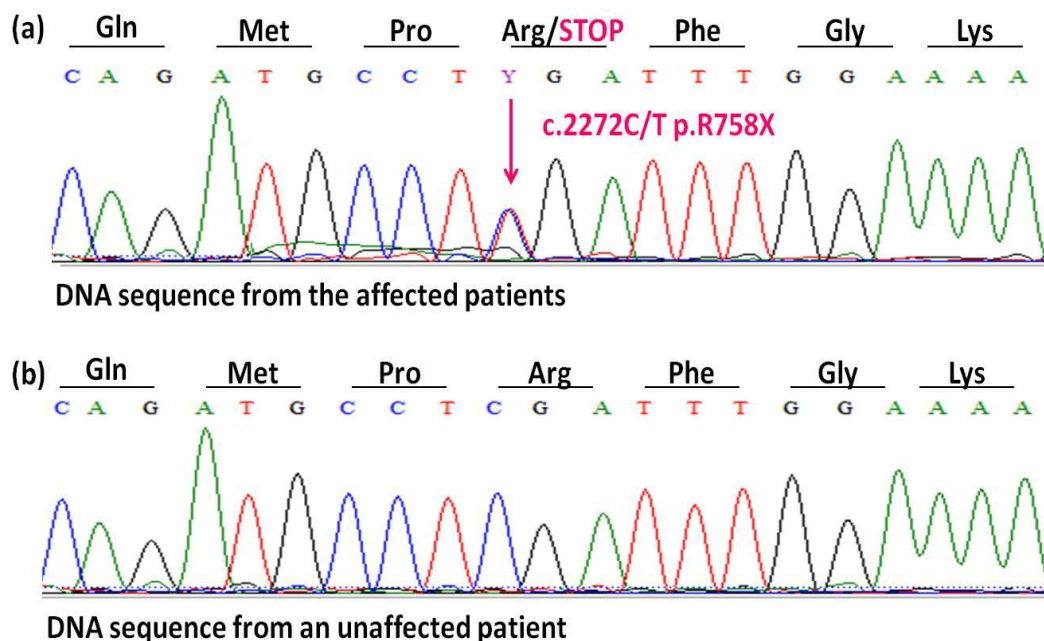 (a) Gln Met Pro Arg/STOP Phe Gly Lys
C A G A T G C C T Y G A T T T G G A A A A
c.2272C/T p.R758X
DNA sequence from the affected patients
(b) Gln Met Pro Arg Phe Gly Lys
C A G A T G C C T C G A T T T G G A A A A
DNA sequence from an unaffected patient